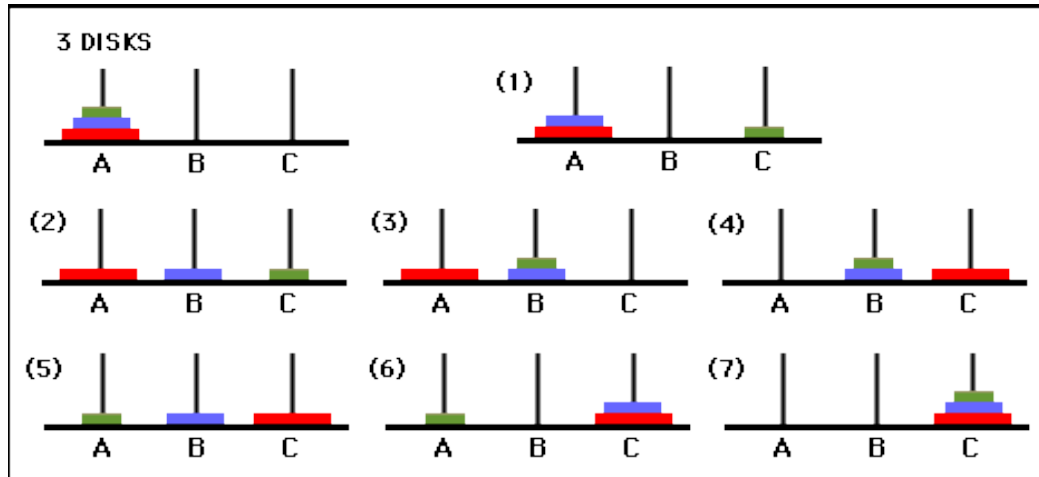 3 DISKS
A B C
(1)
A B C
(2)
A B C
(3)
A B C
(4)
A B C
(5)
A B C
(6)
A B C
(7)
A B C